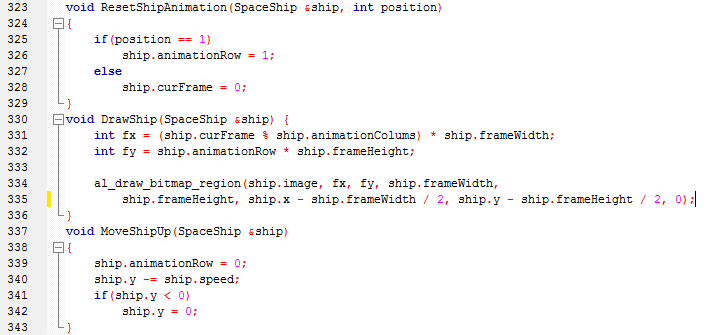 323 void ResetShipAnimation(SpaceShip &ship, int position)
324 {
325 if(position == 1)
326 ship.animationRow = 1;
327 else
328 ship.curFrame = 0;
329 }
330 void DrawShip(SpaceShip &ship) {
331 int fx = (ship.curFrame % ship.animationColums) * ship.frameWidth;
332 int fy = ship.animationRow * ship.frameHeight;
333
334 al_draw_bitmap_region(ship.image, fx, fy, ship.frameWidth,
335 ship.frameHeight, ship.x - ship.frameWidth / 2, ship.y - ship.frameHeight / 2, 0);
336 }
337 void MoveShipUp(SpaceShip &ship)
338 {
339 ship.animationRow = 0;
340 ship.y -= ship.speed;
341 if(ship.y < 0)
342 ship.y = 0;
343 }